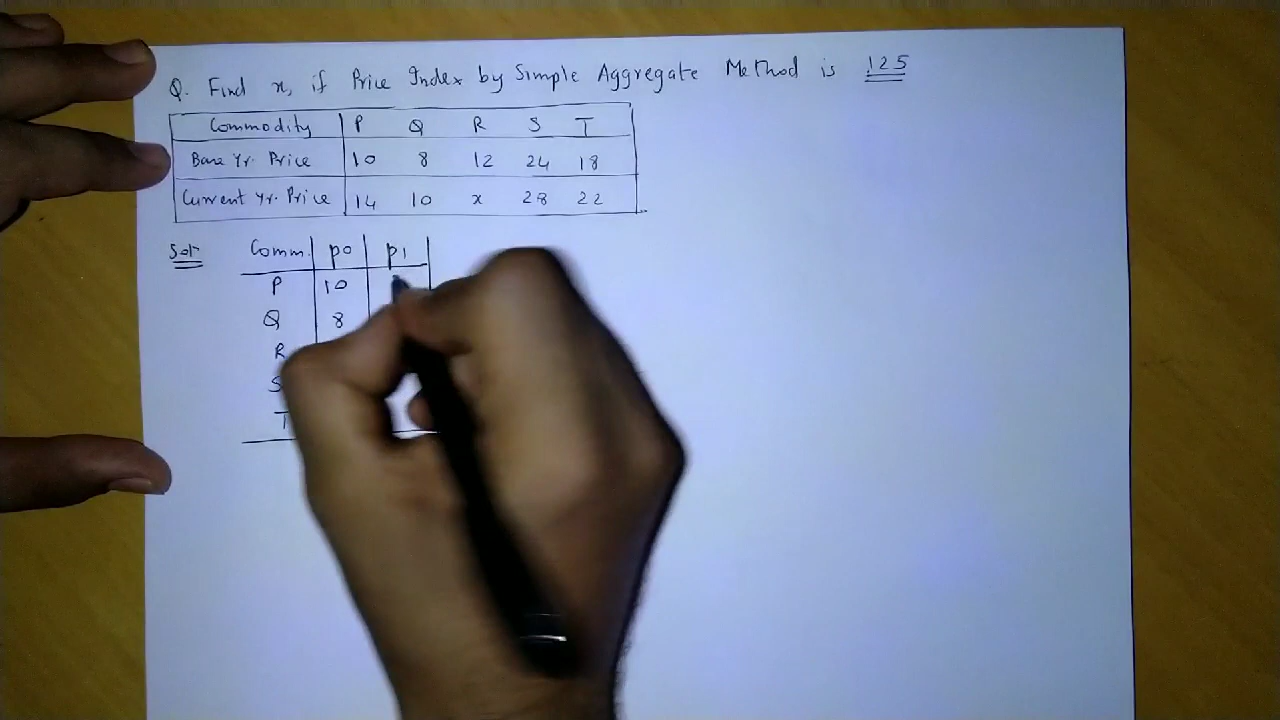 Q. Find x, if Price Index by Simple Aggregate Method is 125
Commodity P Q R S T
Base Yr. Price 10 8 12 24 18
Current Yr. Price 14 10 x 28 22
Soln
Comm. p0 p1
P 10
Q 8
R
S
T